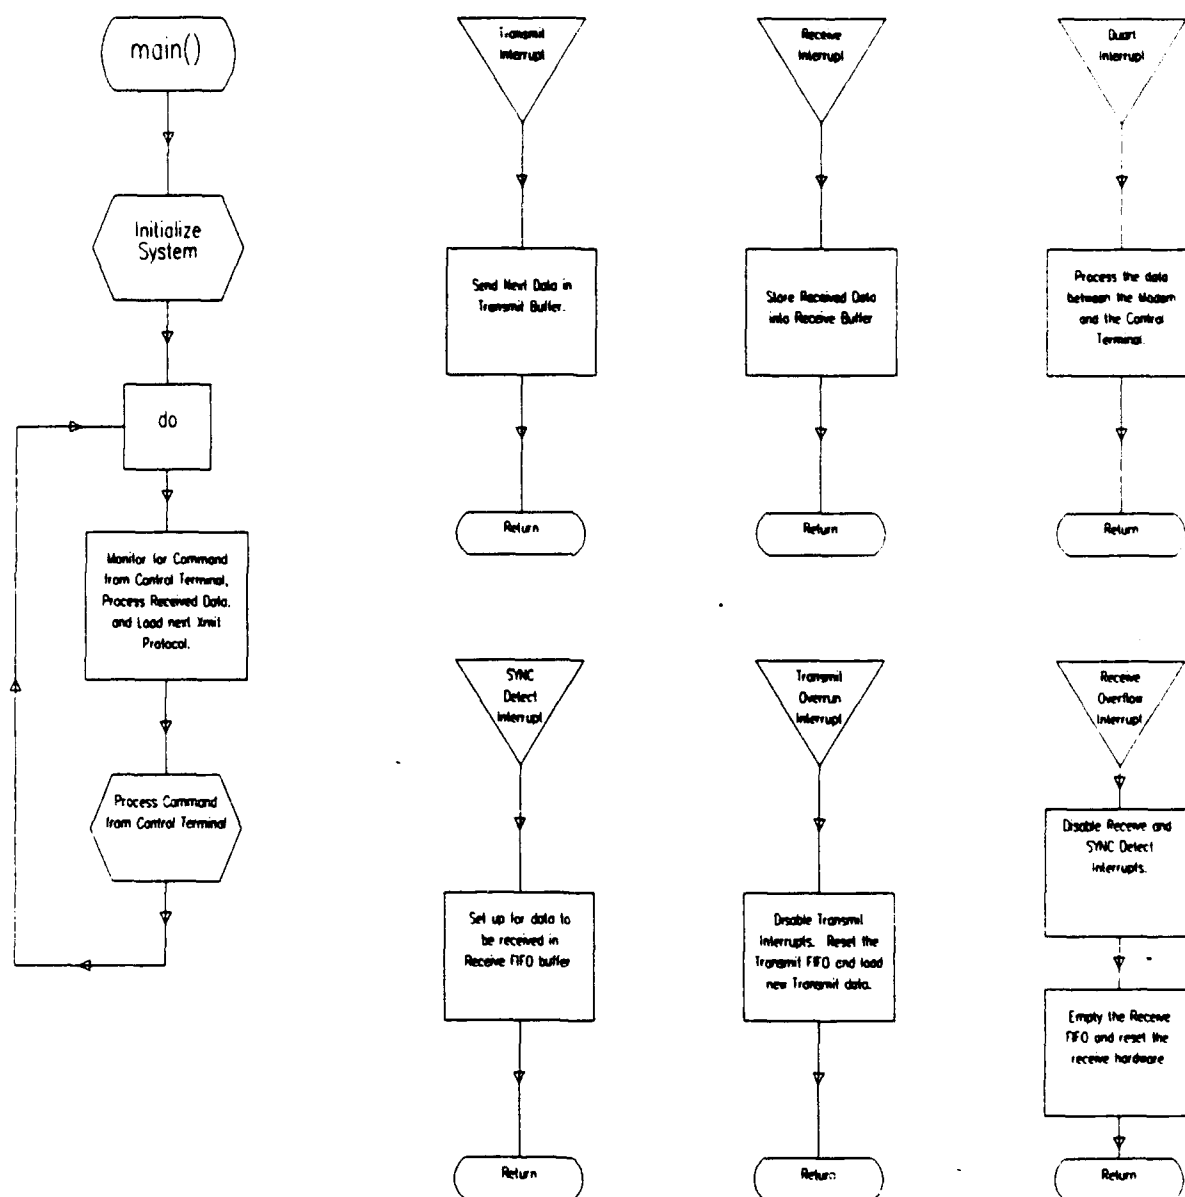 main()
Initialize
System
do
Monitor for Command
from Control Terminal,
Process Received Data,
and Load next Xmit
Protocol.
Process Command
from Control Terminal
Transmit
Interrupt
Send Next Data in
Transmit Buffer.
Return
Receive
Interrupt
Store Received Data
into Receive Buffer
Return
Duart
Interrupt
Process the data
between the Modem
and the Control
Terminal.
Return
SYNC
Detect
Interrupt
Set up for data to
be received in
Receive FIFO buffer
Return
Transmit
Overrun
Interrupt
Disable Transmit
Interrupts. Reset the
Transmit FIFO and load
new Transmit data.
Return
Receive
Overflow
Interrupt
Disable Receive and
SYNC Detect
Interrupts.
Empty the Receive
FIFO and reset the
receive hardware
Return